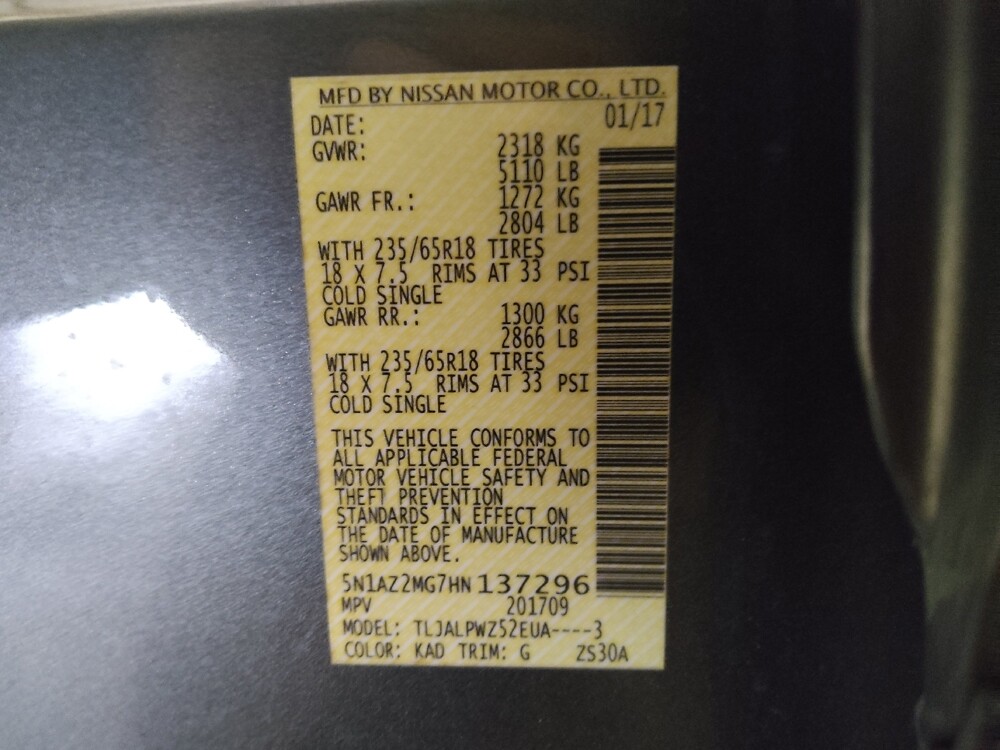 MFD BY NISSAN MOTOR CO., LTD.
DATE: 01/17
GVWR: 2318 KG
5110 LB
GAWR FR.: 1272 KG
2804 LB
WITH 235/65R18 TIRES
18 X 7.5 RIMS AT 33 PSI
COLD SINGLE
GAWR RR.: 1300 KG
2866 LB
WITH 235/65R18 TIRES
18 X 7.5 RIMS AT 33 PSI
COLD SINGLE
THIS VEHICLE CONFORMS TO
ALL APPLICABLE FEDERAL
MOTOR VEHICLE SAFETY AND
THEFT PREVENTION
STANDARDS IN EFFECT ON
THE DATE OF MANUFACTURE
SHOWN ABOVE.
5N1AZ2MG7HN137296
MPV 201709
MODEL: TLJALPWZ52EUA----3
COLOR: KAD TRIM: G ZS30A